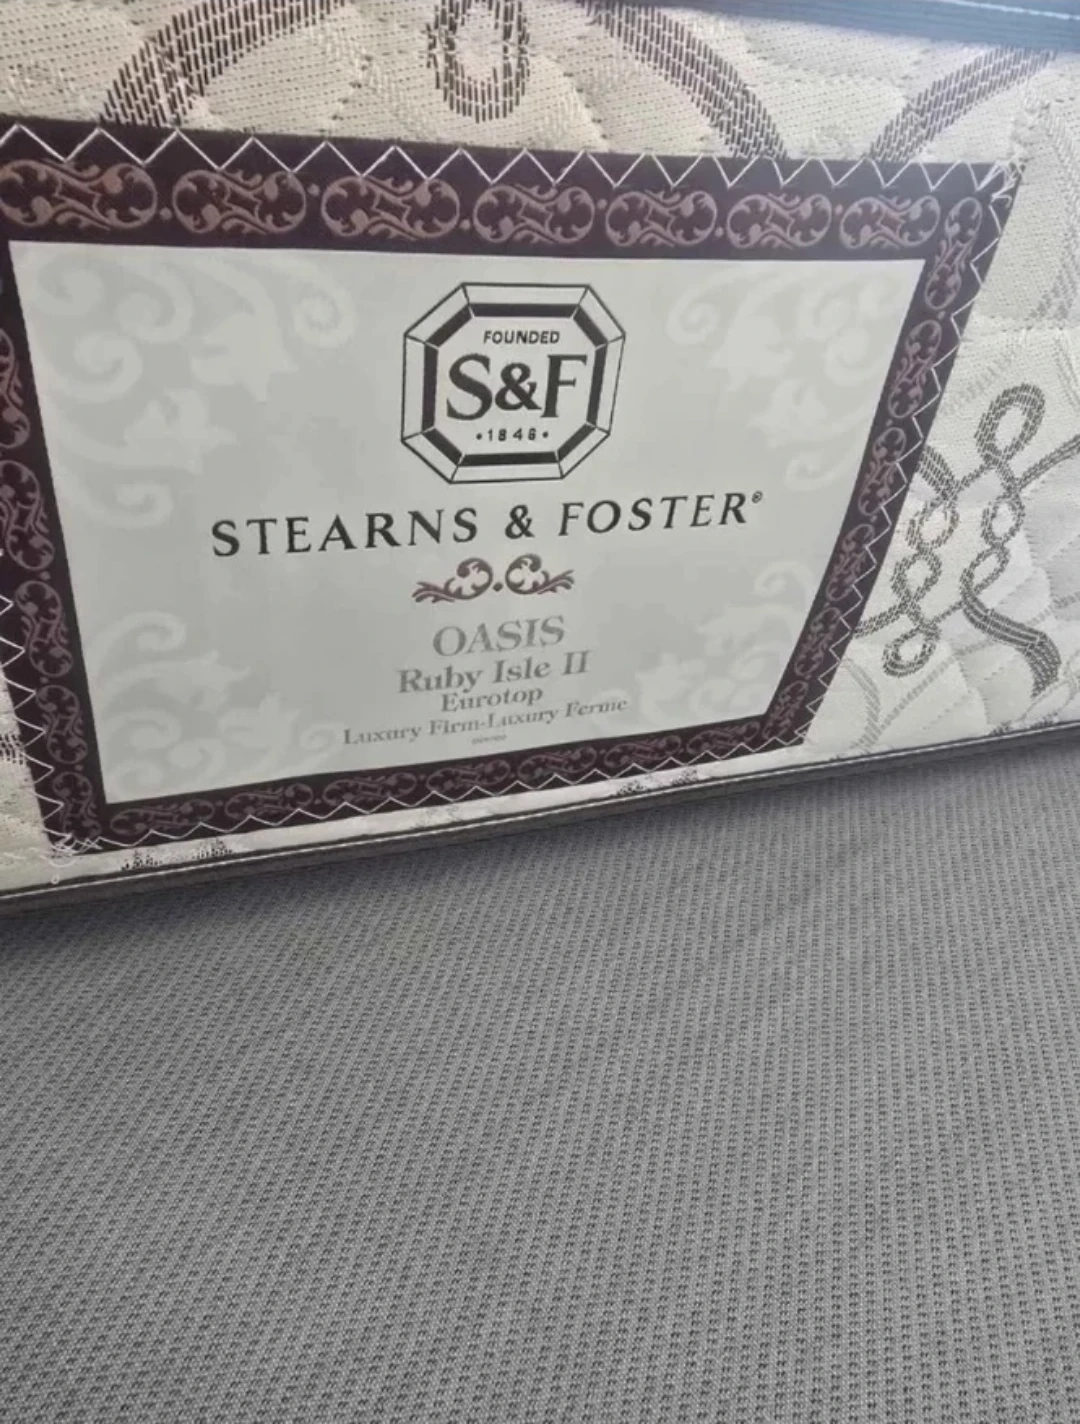 FOUNDED
S&F
•1846•
STEARNS & FOSTER®
OASIS
Ruby Isle II
Eurotop
Luxury Firm-Luxury Ferme